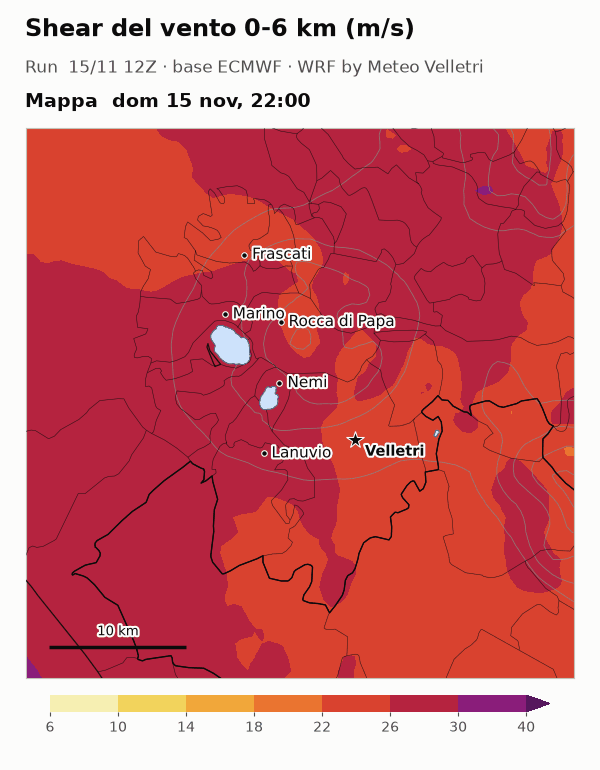 Shear del vento 0-6 km (m/s)
Run  15/11 12Z · base ECMWF · WRF by Meteo Velletri
Mappa  dom 15 nov, 22:00
Frascati
Marino
Rocca di Papa
Nemi
Velletri
Lanuvio
10 km
6 10 14 18 22 26 30 40